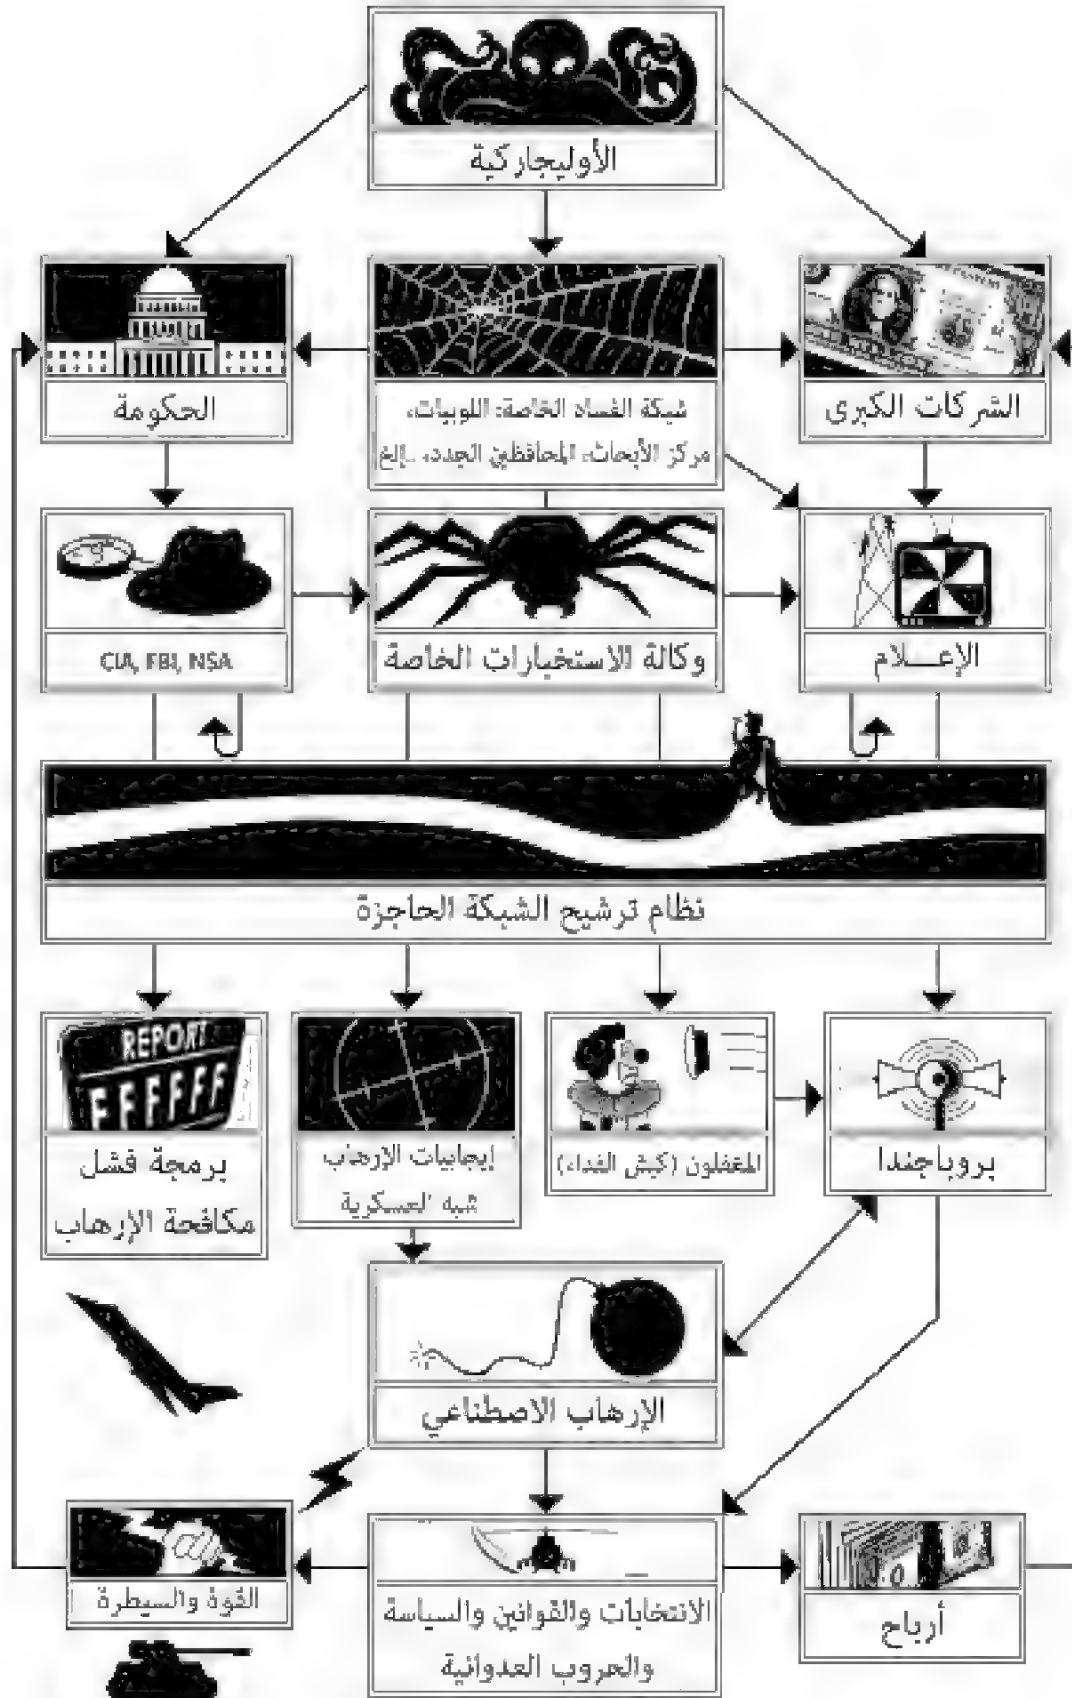 الأوليجاركية
الحكومة
شبكة الفساد الخاصة: اللوبيات،
مركز الأبحاث، المحافظين الجدد، ..إلخ
الشركات الكبرى
CIA, FBI, NSA
وكالة الاستخبارات الخاصة
الإعــلام
نظام ترشيح الشبكة الحاجزة
REPORT
FFFFFF
برمجة فشل
مكافحة الإرهاب
إيجابيات الإرهاب
شبه العسكرية
المغفلون (كبش الفداء)
بروباجندا
الإرهاب الاصطناعي
القوة والسيطرة
الانتخابات والقوانين والسياسة
والحروب العدوانية
أرباح